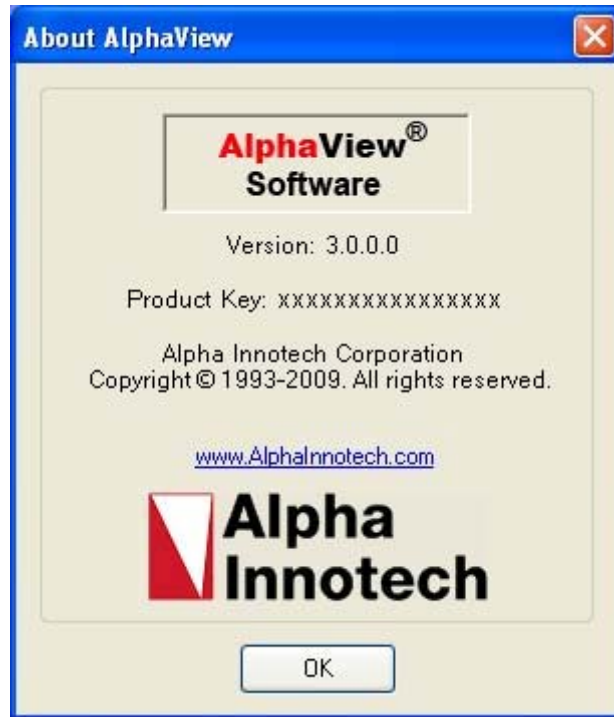 About AlphaView
AlphaView®
Software
Version: 3.0.0.0
Product Key: xxxxxxxxxxxxxxxx
Alpha Innotech Corporation
Copyright © 1993-2009. All rights reserved.
www.AlphaInnotech.com
Alpha
Innotech
OK